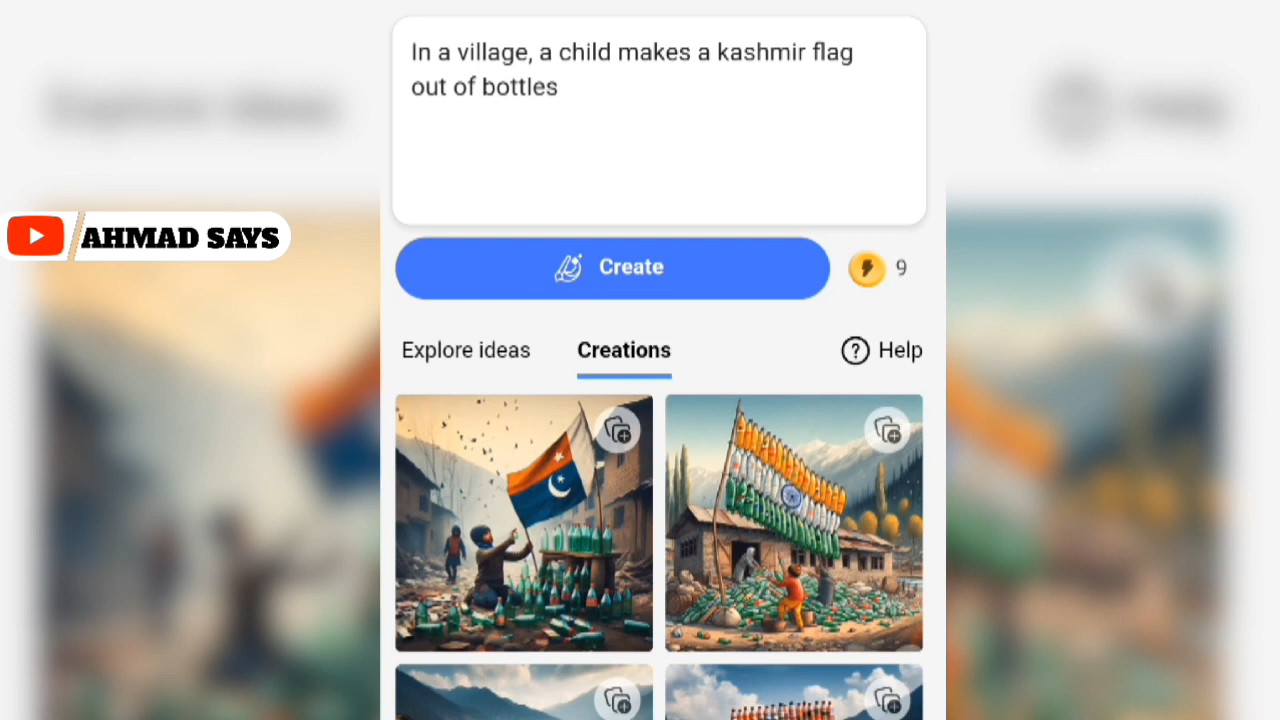 In a village, a child makes a kashmir flag
out of bottles
AHMAD SAYS
Create
9
Explore ideas
Creations
Help